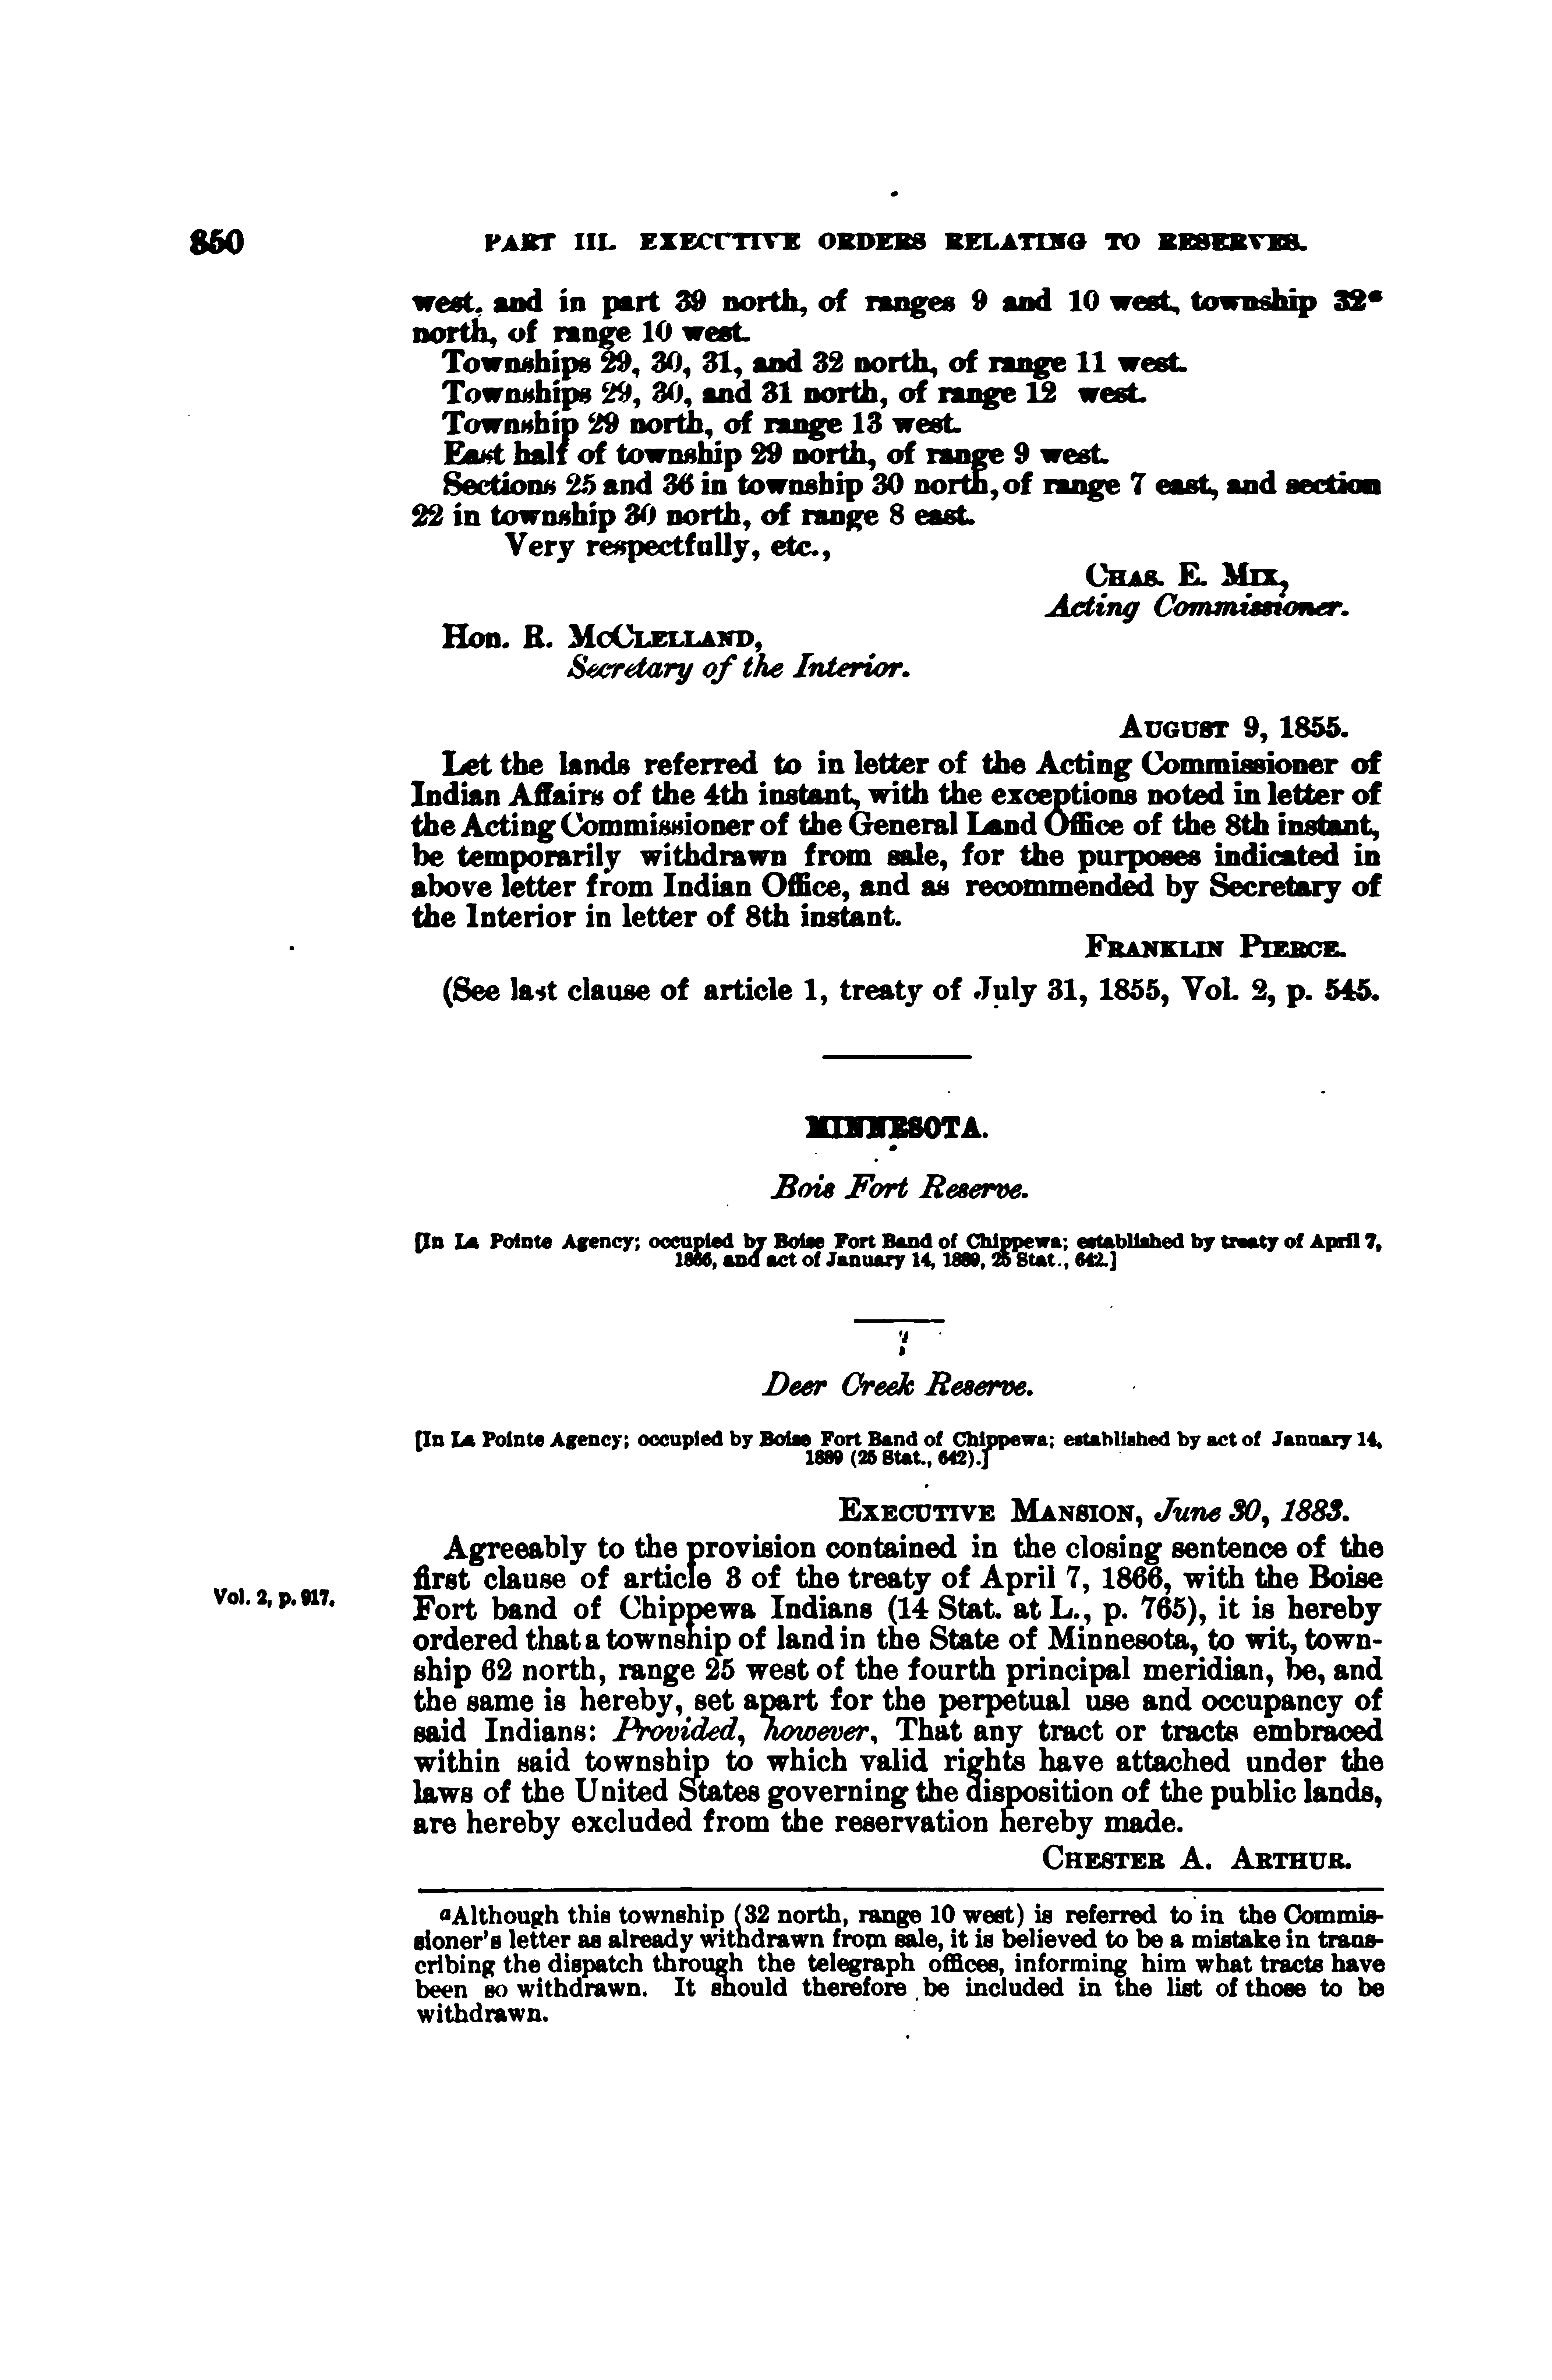 850 PART III. EXECUTIVE ORDERS RELATING TO RESERVES.
west, and in part 39 north, of ranges 9 and 10 west, township 32a
north, of range 10 west.
Townships 29, 30, 31, and 32 north, of range 11 west.
Townships 29, 30, and 31 north, of range 12 west.
Township 29 north, of range 13 west.
East half of township 29 north, of range 9 west.
Sections 25 and 36 in township 30 north, of range 7 east, and section
22 in township 30 north, of range 8 east.
Very respectfully, etc.,
CHAS. E. MIX,
Acting Commissioner.
Hon. R. MCCLELLAND,
Secretary of the Interior.
AUGUST 9, 1855.
Let the lands referred to in letter of the Acting Commissioner of
Indian Affairs of the 4th instant, with the exceptions noted in letter of
the Acting Commissioner of the General Land Office of the 8th instant,
be temporarily withdrawn from sale, for the purposes indicated in
above letter from Indian Office, and as recommended by Secretary of
the Interior in letter of 8th instant.
FRANKLIN PIERCE.
(See last clause of article 1, treaty of July 31, 1855, Vol. 2, p. 545.
MINNESOTA.
Bois Fort Reserve.
[In La Pointe Agency; occupied by Boise Fort Band of Chippewa; established by treaty of April 7,
1866, and act of January 14, 1889, 25 Stat., 642.]
Deer Creek Reserve.
[In La Pointe Agency; occupied by Boise Fort Band of Chippewa; established by act of January 14,
1889 (25 Stat., 642).]
EXECUTIVE MANSION, June 30, 1883.
Agreeably to the provision contained in the closing sentence of the
first clause of article 3 of the treaty of April 7, 1866, with the Boise
Vol. 2, p. 917.
Fort band of Chippewa Indians (14 Stat. at L., p. 765), it is hereby
ordered that a township of land in the State of Minnesota, to wit, town-
ship 62 north, range 25 west of the fourth principal meridian, be, and
the same is hereby, set apart for the perpetual use and occupancy of
said Indians: Provided, however, That any tract or tracts embraced
within said township to which valid rights have attached under the
laws of the United States governing the disposition of the public lands,
are hereby excluded from the reservation hereby made.
CHESTER A. ARTHUR.
aAlthough this township (32 north, range 10 west) is referred to in the Commis-
sioner's letter as already withdrawn from sale, it is believed to be a mistake in trans-
cribing the dispatch through the telegraph offices, informing him what tracts have
been so withdrawn. It should therefore be included in the list of those to be
withdrawn.